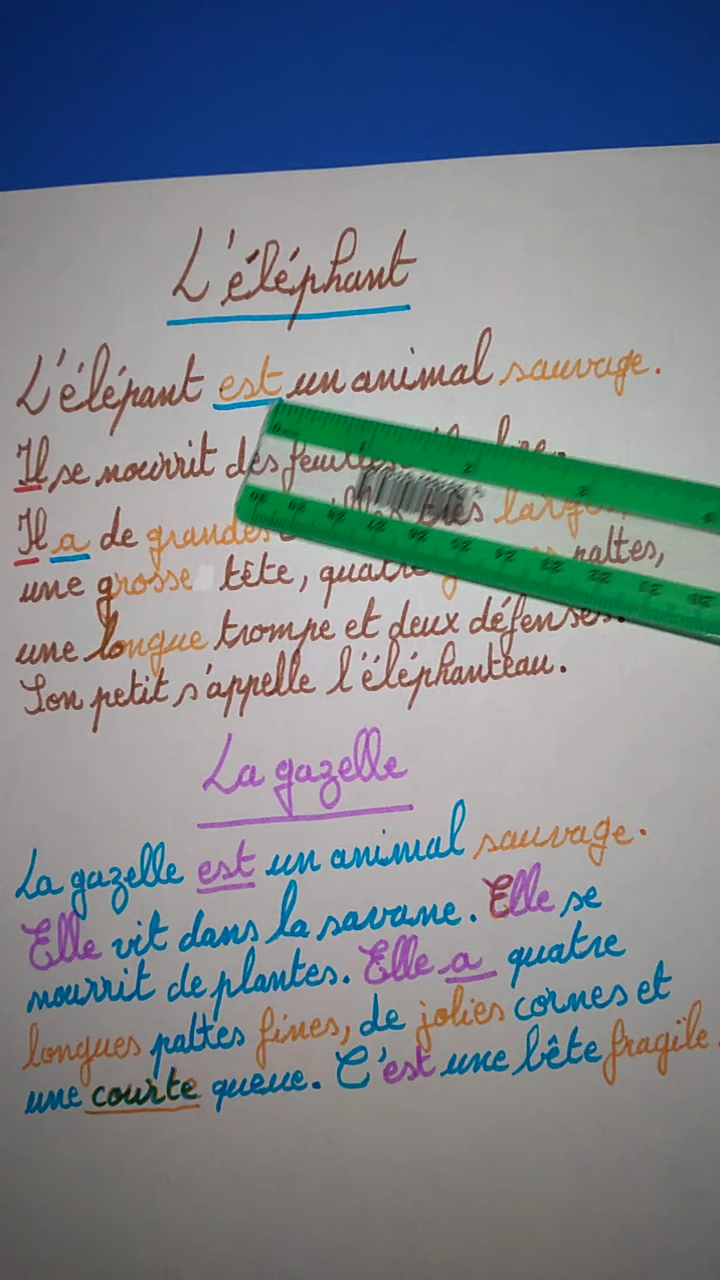 L'éléphant
L'élépant est un animal sauvage.
Il se nourrit des
Il a de grandes très
une grosse tête, quatre pattes,
une longue trompe et deux défenses.
Son petit s'appelle l'éléphanteau.
La gazelle
La gazelle est un animal sauvage.
Elle vit dans la savane. Elle se
nourrit de plantes. Elle a quatre
longues pattes fines, de jolies cornes et
une courte queue. C'est une bête fragile.